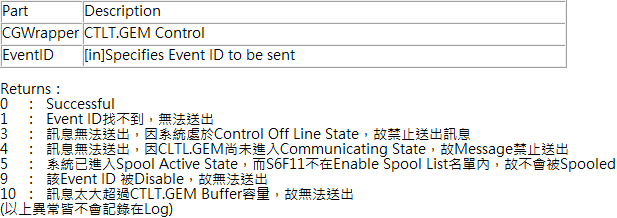 Part Description
CGWrapper CTLT.GEM Control
EventID [in]Specifies Event ID to be sent
Returns :
0 : Successful
1 : Event ID找不到，無法送出
3 : 訊息無法送出，因系統處於Control Off Line State，故禁止送出訊息
4 : 訊息無法送出，因CLTL.GEM尚未進入Communicating State，故Message禁止送出
5 : 系統已進入Spool Active State，而S6F11不在Enable Spool List名單內，故不會被Spooled
9 : 該Event ID 被Disable，故無法送出
10 : 訊息太大超過CTLT.GEM Buffer容量，故無法送出
(以上異常皆不會記錄在Log)